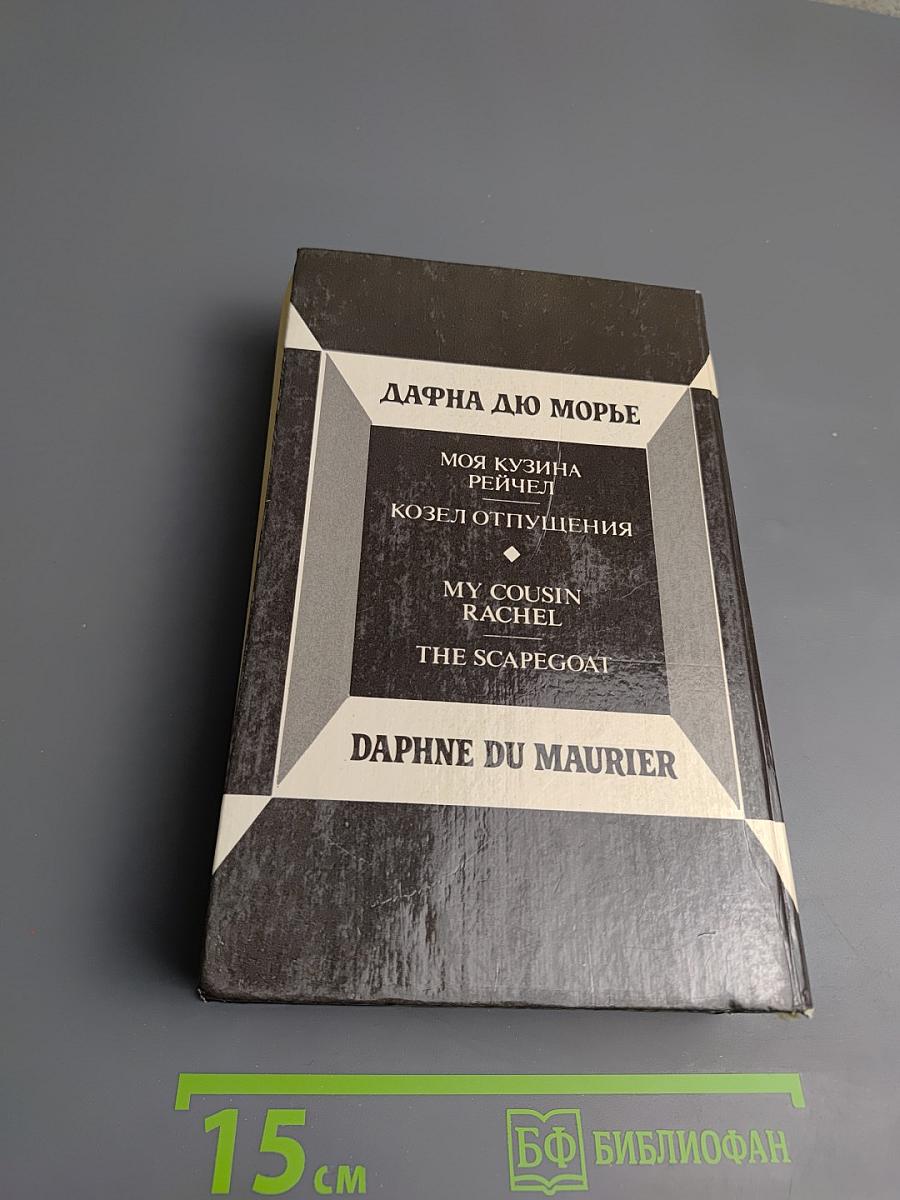 ДАФНА ДЮ МОРЬЕ
МОЯ КУЗИНА
РЕЙЧЕЛ
КОЗЕЛ ОТПУЩЕНИЯ
MY COUSIN
RACHEL
THE SCAPEGOAT
DAPHNE DU MAURIER
15 см
БФ БИБЛИОФАН